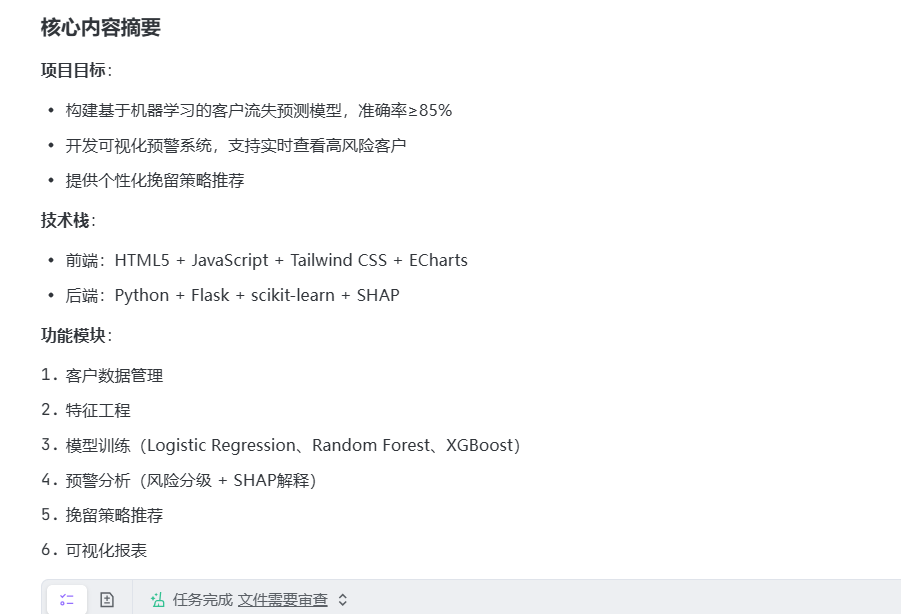 核心内容摘要
项目目标：
• 构建基于机器学习的客户流失预测模型，准确率≥85%
• 开发可视化预警系统，支持实时查看高风险客户
• 提供个性化挽留策略推荐
技术栈：
• 前端：HTML5 + JavaScript + Tailwind CSS + ECharts
• 后端：Python + Flask + scikit-learn + SHAP
功能模块：
1. 客户数据管理
2. 特征工程
3. 模型训练（Logistic Regression、Random Forest、XGBoost）
4. 预警分析（风险分级 + SHAP解释）
5. 挽留策略推荐
6. 可视化报表
任务完成 文件需要审查